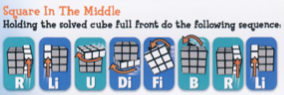 Square In The Middle
Holding the solved cube full front do the following sequence:
R Li U Di Fi B R Li